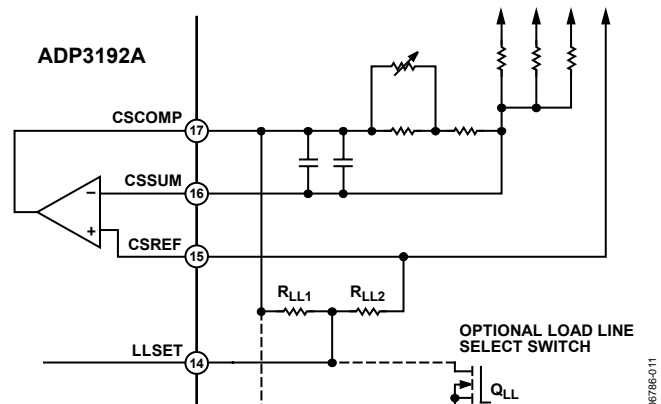 ADP3192A
CSCOMP
17
CSSUM
16
CSREF
15
RLL1
RLL2
LLSET
14
OPTIONAL LOAD LINE
SELECT SWITCH
QLL
06786-011